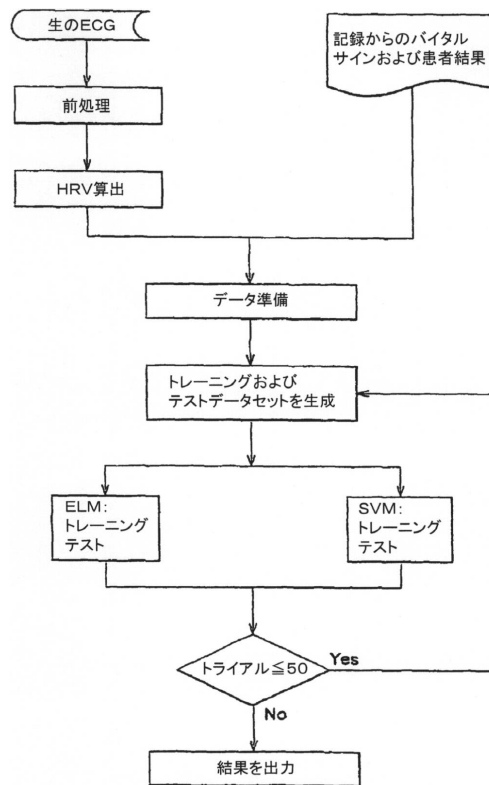 生のECG
記録からのバイタル
サインおよび患者結果
前処理
HRV算出
データ準備
トレーニングおよび
テストデータセットを生成
ELM:
トレーニング
テスト
SVM:
トレーニング
テスト
トライアル≦50
Yes
No
結果を出力